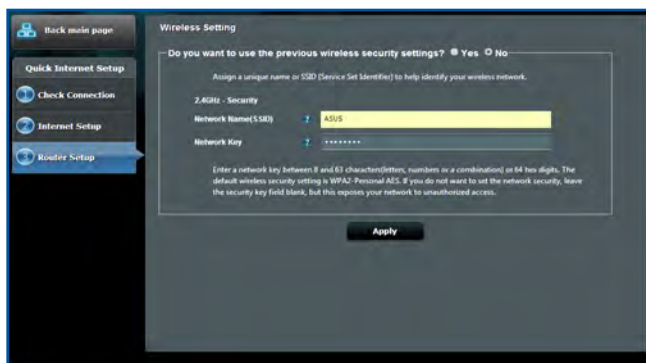 Back main page
Quick Internet Setup
1 Check Connection
2 Internet Setup
3 Router Setup
Wireless Setting
Do you want to use the previous wireless security settings? Yes No
Assign a unique name or SSID (Service Set Identifier) to help identify your wireless network.
2.4GHz - Security
Network Name(SSID) ? ASUS
Network Key ? ••••••••
Enter a network key between 8 and 63 characters(letters, numbers or a combination) or 64 hex digits. The
default wireless security setting is WPA2-Personal AES. If you do not want to set the network security, leave
the security key field blank, but this exposes your network to unauthorized access.
Apply